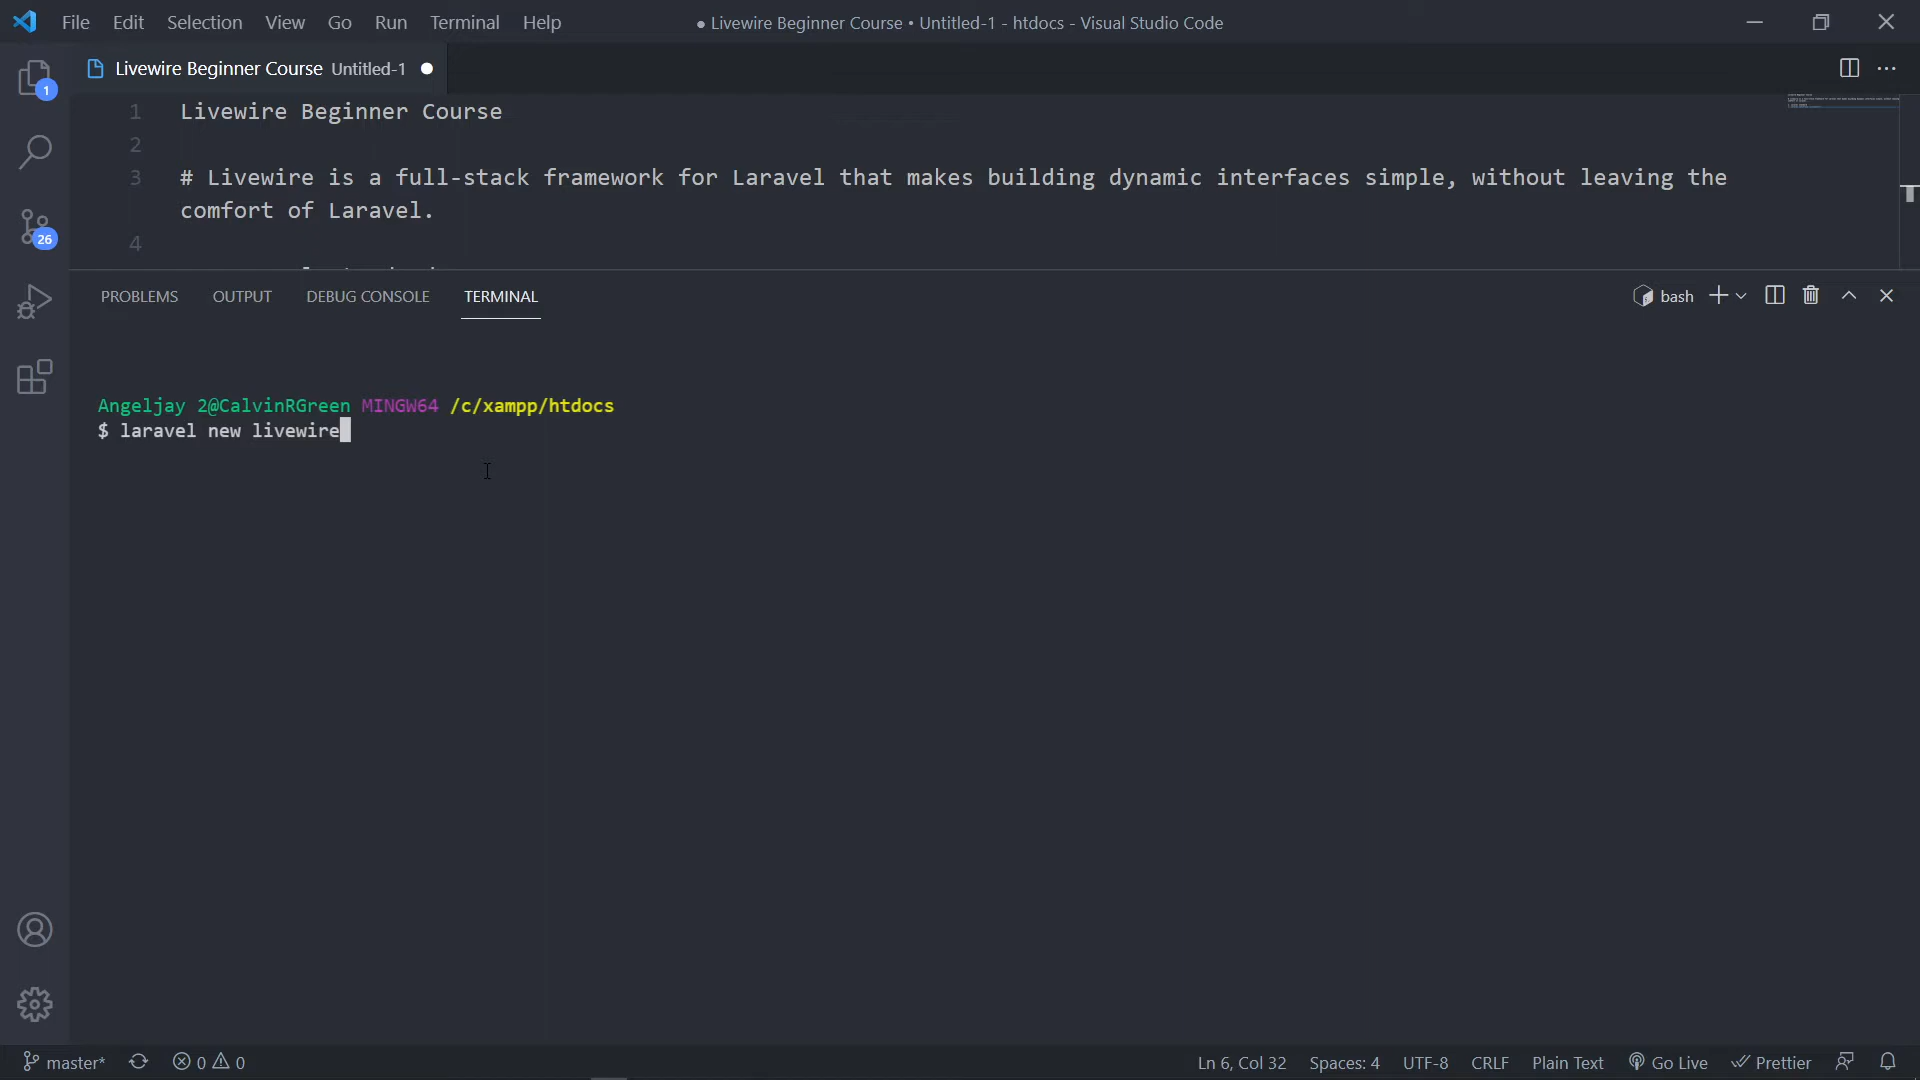 File Edit Selection View Go Run Terminal Help
● Livewire Beginner Course • Untitled-1 - htdocs - Visual Studio Code
Livewire Beginner Course Untitled-1
1
26
1 Livewire Beginner Course
2
3 # Livewire is a full-stack framework for Laravel that makes building dynamic interfaces simple, without leaving the
comfort of Laravel.
4
PROBLEMS OUTPUT DEBUG CONSOLE TERMINAL
bash
Angeljay 2@CalvinRGreen MINGW64 /c/xampp/htdocs
$ laravel new livewire
master* 0 0
Ln 6, Col 32 Spaces: 4 UTF-8 CRLF Plain Text Go Live Prettier